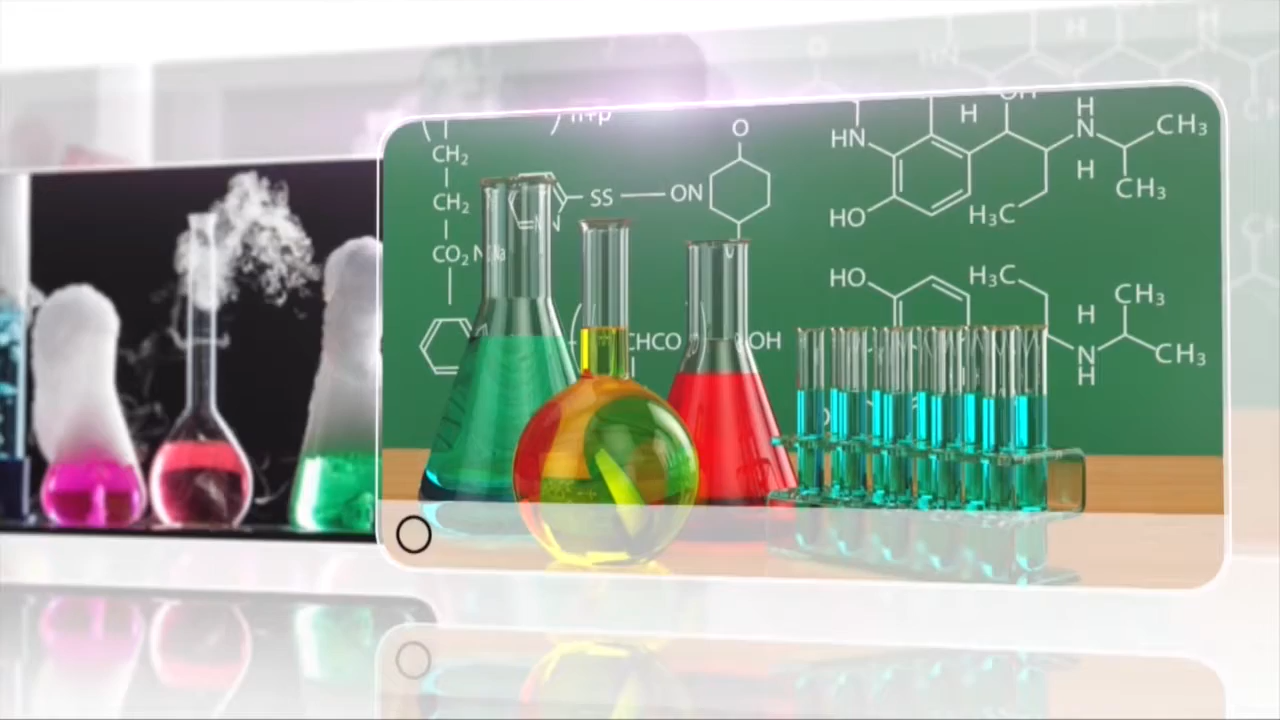 n+p
CH₂
CH₂
CO₂
SS
ON
O
CHCO
OH
HN
HO
OH
H
H
N
CH₃
H
CH₃
H₃C
HO
H₃C
H
N
H
CH₃
CH₃